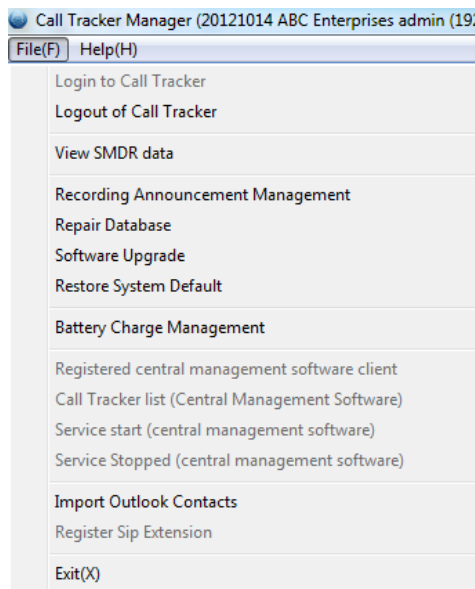 Call Tracker Manager (20121014 ABC Enterprises admin (192
File(F) Help(H)
Login to Call Tracker
Logout of Call Tracker
View SMDR data
Recording Announcement Management
Repair Database
Software Upgrade
Restore System Default
Battery Charge Management
Registered central management software client
Call Tracker list (Central Management Software)
Service start (central management software)
Service Stopped (central management software)
Import Outlook Contacts
Register Sip Extension
Exit(X)